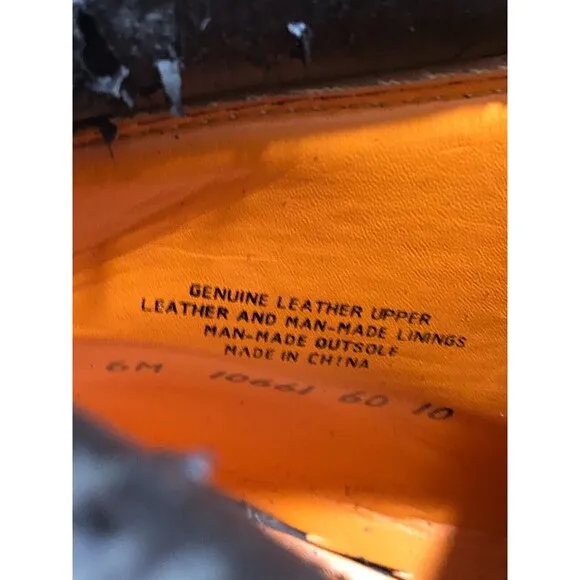 GENUINE LEATHER UPPER
LEATHER AND MAN-MADE LININGS
MAN-MADE OUTSOLE
MADE IN CHINA
6M 10661 60 10